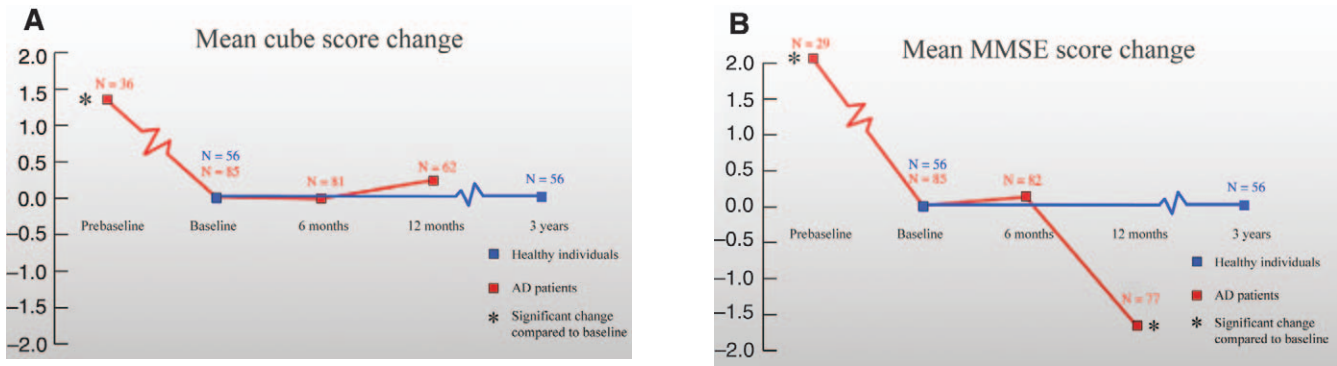 A
Mean cube score change
2.0
1.5
1.0
0.5
0.0
–0.5
–1.0
–1.5
–2.0
*
N = 36
N = 56
N = 85
N = 81
N = 62
N = 56
Prebaseline
Baseline
6 months
12 months
3 years
Healthy individuals
AD patients
* Significant change
compared to baseline
B
Mean MMSE score change
2.0
1.5
1.0
0.5
0.0
–0.5
–1.0
–1.5
–2.0
N = 29
*
N = 56
N = 85
N = 82
N = 56
Prebaseline
Baseline
6 months
12 months
3 years
N = 77
*
Healthy individuals
AD patients
* Significant change
compared to baseline